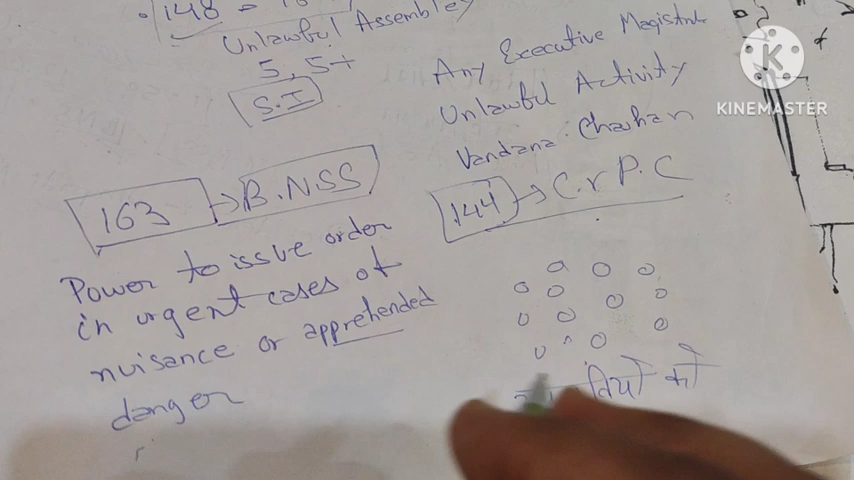 148
Unlawful Assembley
5, 5+
S.I
Any Executive Magistrate
Unlawful Activity
Vandana Chauhan
163 → B.NSS
144 → C.r P.C
Power to issue order
in urgent cases of
nuisance or apprehended
danger
को
KINEMASTER